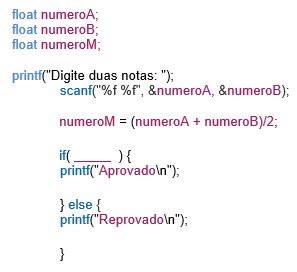 float numeroA;
float numeroB;
float numeroM;
printf("Digite duas notas: ");
scanf("%f %f", &numeroA, &numeroB);
numeroM = (numeroA + numeroB)/2;
if( _____ ) {
printf("Aprovado\n");
} else {
printf("Reprovado\n");
}